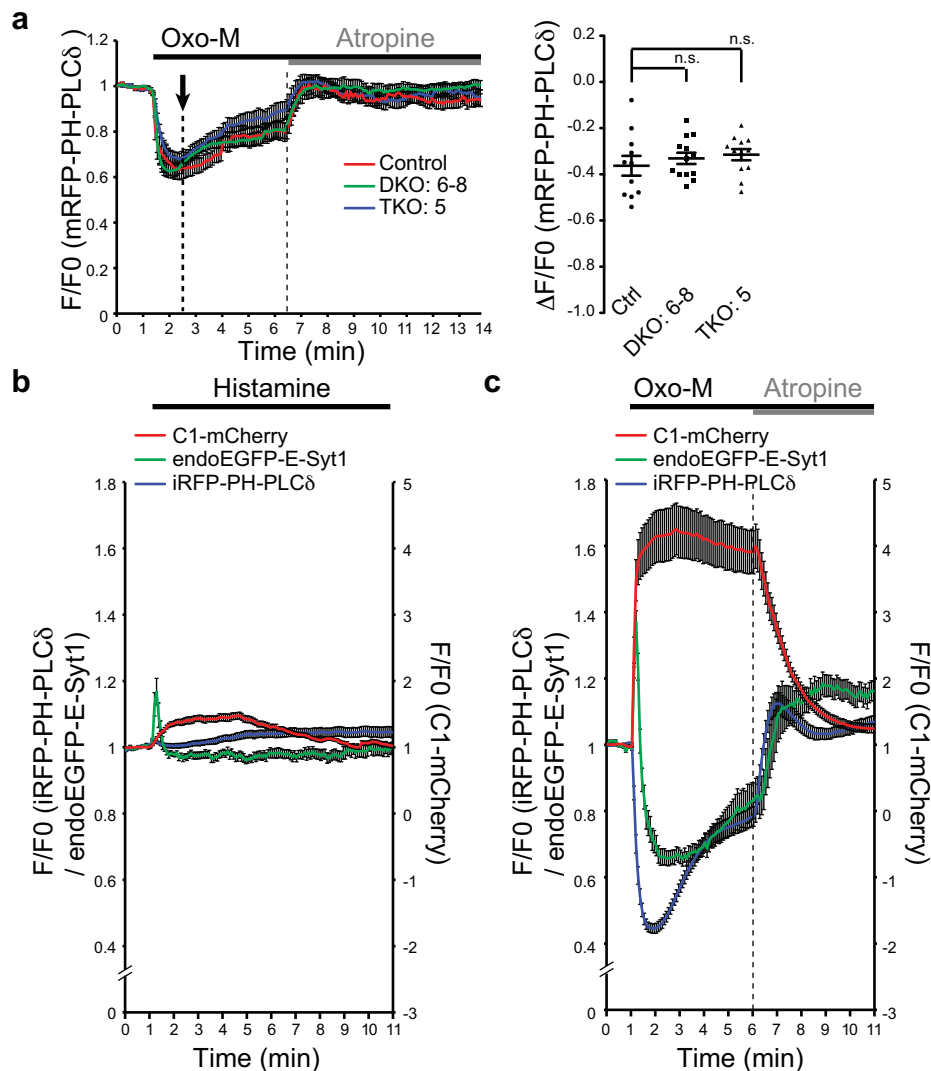 a
Oxo-M
Atropine
F/F0 (mRFP-PH-PLCδ)
1.2
1.0
0.8
0.6
0.4
0.2
0
Control
DKO: 6-8
TKO: 5
0 1 2 3 4 5 6 7 8 9 10 11 12 13 14
Time (min)
ΔF/F0 (mRFP-PH-PLCδ)
0.2
0.0
-0.2
-0.4
-0.6
-0.8
-1.0
n.s.
n.s.
Ctrl
DKO: 6-8
TKO: 5
b
Histamine
C1-mCherry
endoEGFP-E-Syt1
iRFP-PH-PLCδ
F/F0 (iRFP-PH-PLCδ
/ endoEGFP-E-Syt1)
1.8
1.6
1.4
1.2
1
0.8
0.6
0.4
0
5
4
3
2
1
0
-1
-2
-3
F/F0 (C1-mCherry)
0 1 2 3 4 5 6 7 8 9 10 11
Time (min)
c
Oxo-M
Atropine
C1-mCherry
endoEGFP-E-Syt1
iRFP-PH-PLCδ
F/F0 (iRFP-PH-PLCδ
/ endoEGFP-E-Syt1)
1.8
1.6
1.4
1.2
1
0.8
0.6
0.4
0
5
4
3
2
1
0
-1
-2
-3
F/F0 (C1-mCherry)
0 1 2 3 4 5 6 7 8 9 10 11
Time (min)